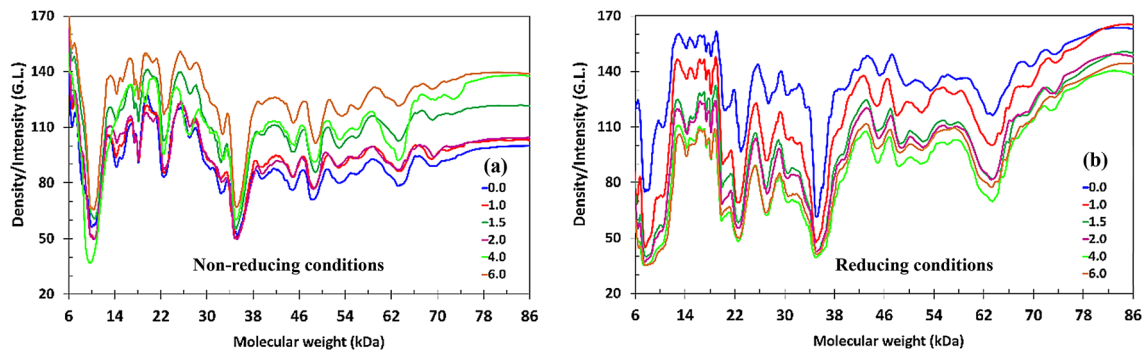 170
140
110
80
50
20
Density/Intensity (G.L.)
(a)
0.0
1.0
1.5
2.0
4.0
6.0
Non-reducing conditions
6 14 22 30 38 46 54 62 70 78 86
Molecular weight (kDa)
170
140
110
80
50
20
Density/Intensity (G.L.)
(b)
0.0
1.0
1.5
2.0
4.0
6.0
Reducing conditions
6 14 22 30 38 46 54 62 70 78 86
Molecular weight (kDa)